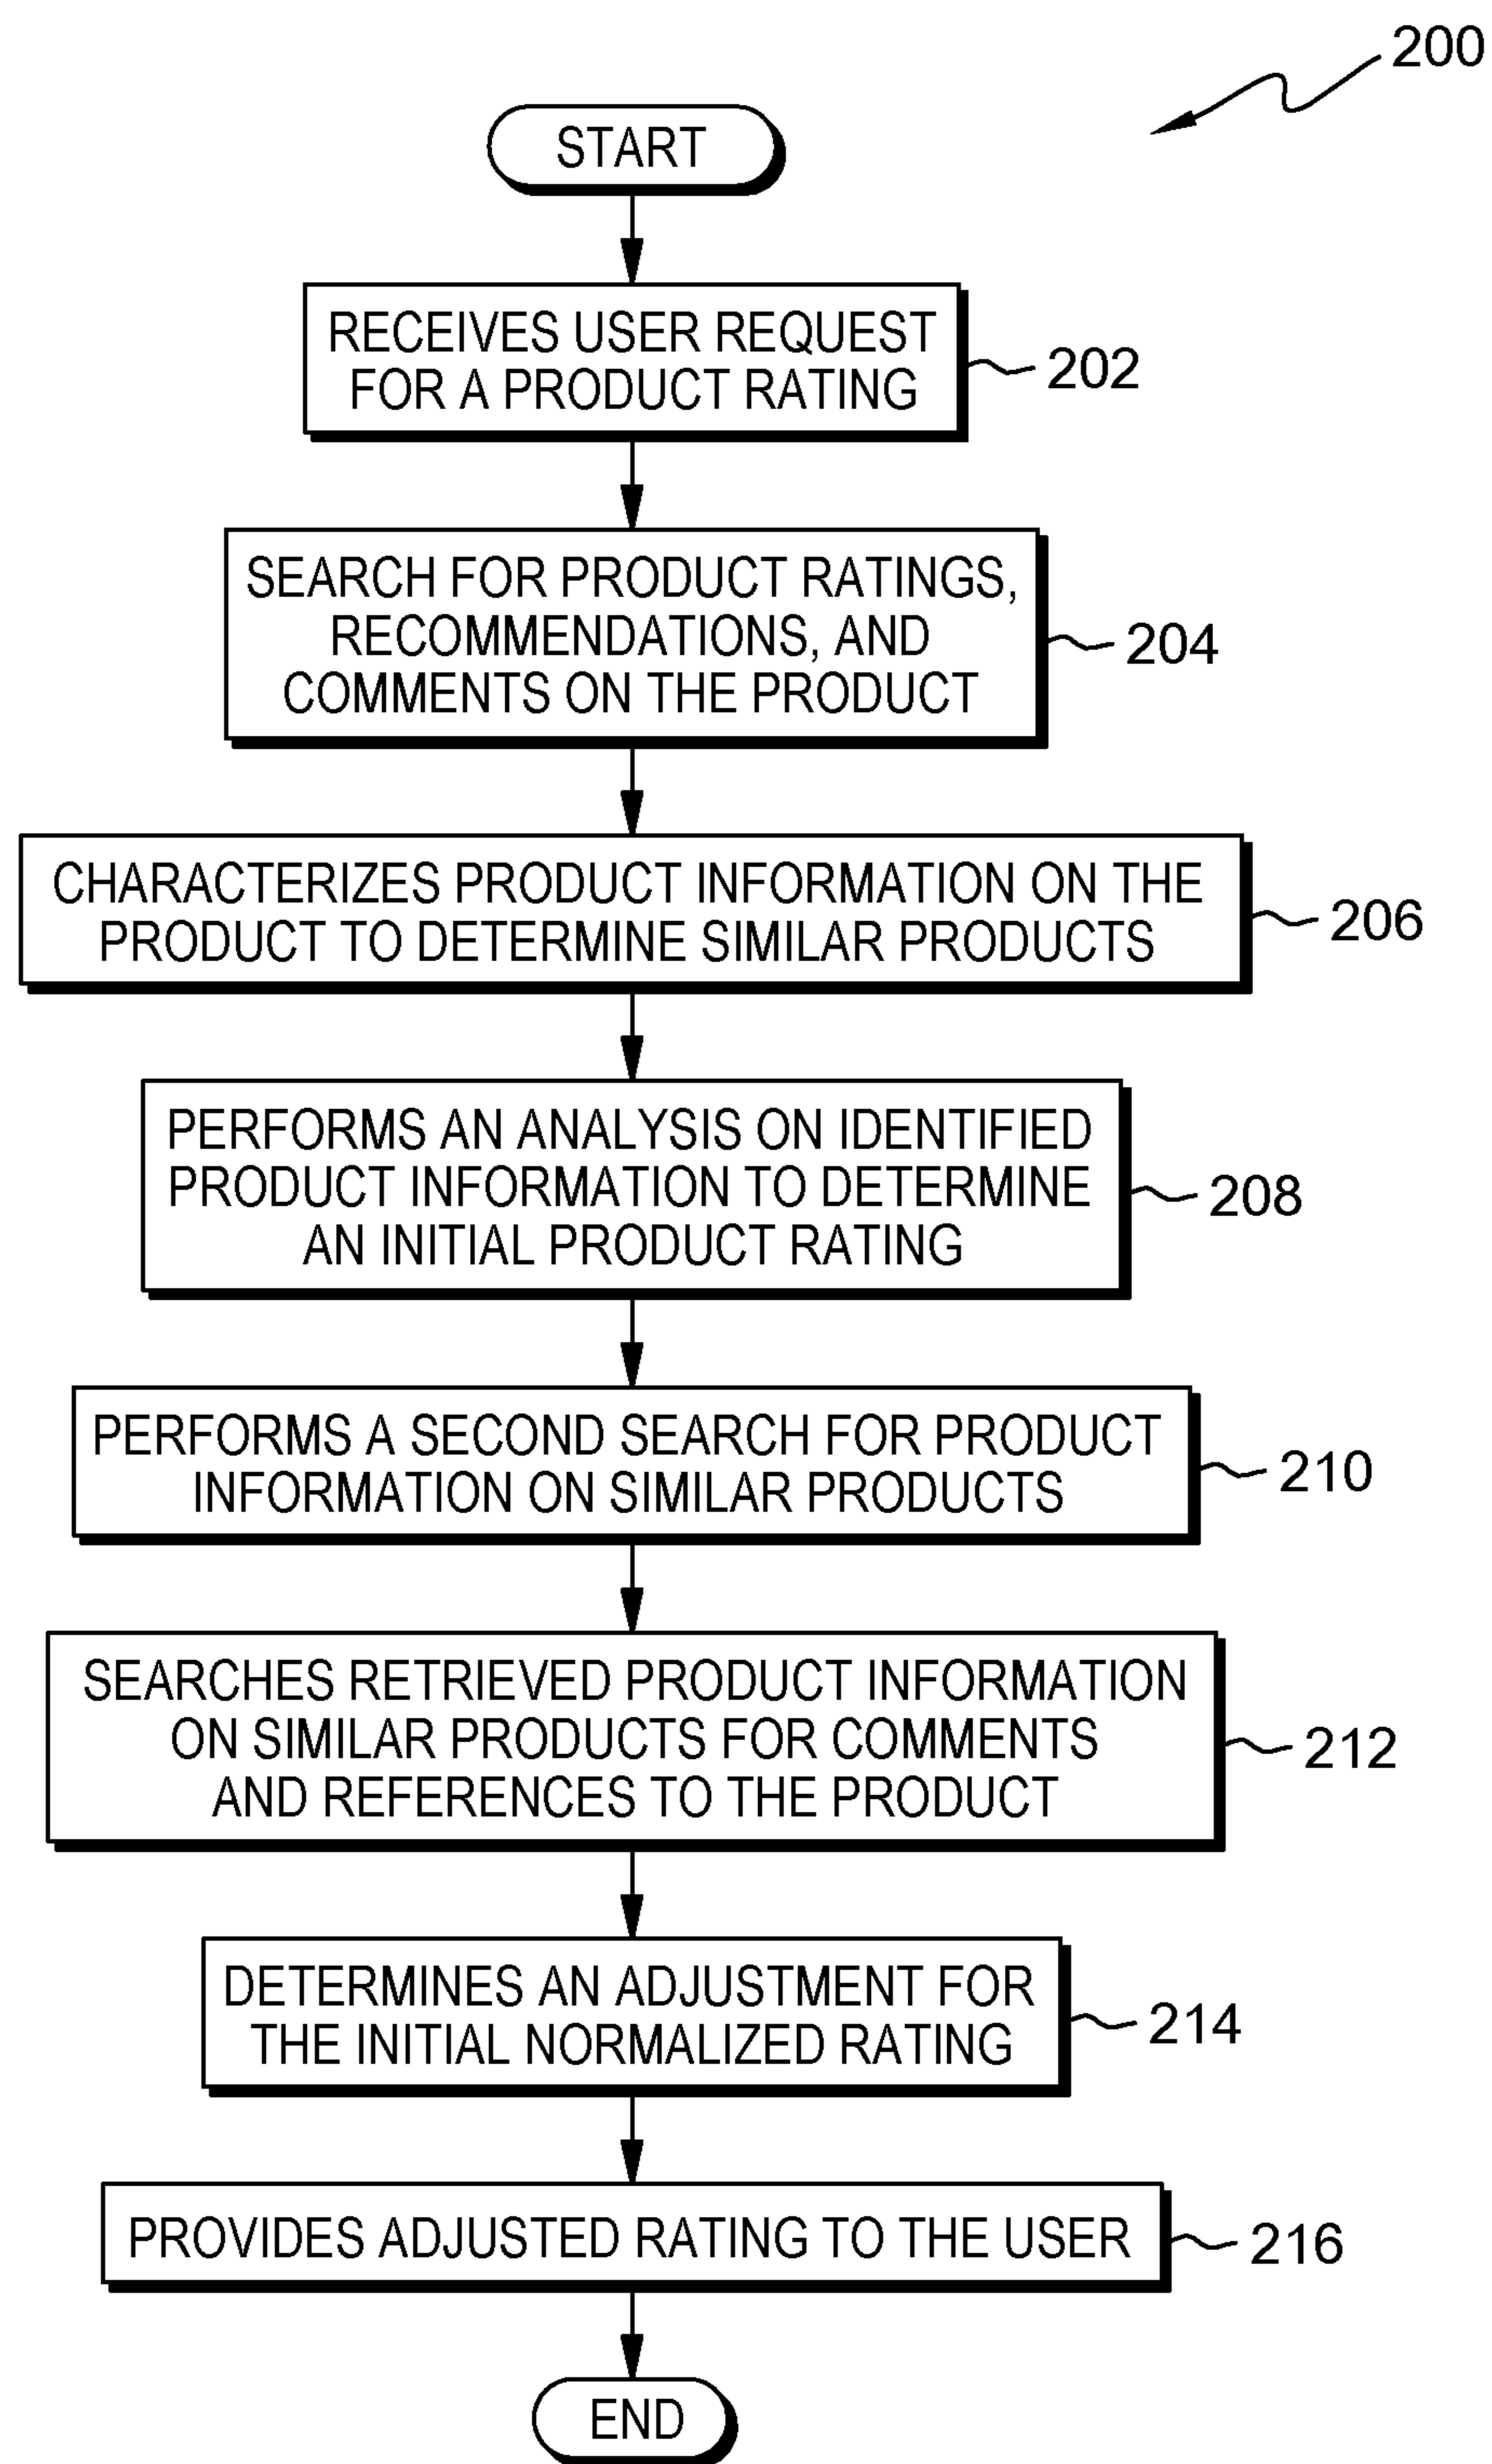 200
START
RECEIVES USER REQUEST
FOR A PRODUCT RATING
202
SEARCH FOR PRODUCT RATINGS,
RECOMMENDATIONS, AND
COMMENTS ON THE PRODUCT
204
CHARACTERIZES PRODUCT INFORMATION ON THE
PRODUCT TO DETERMINE SIMILAR PRODUCTS
206
PERFORMS AN ANALYSIS ON IDENTIFIED
PRODUCT INFORMATION TO DETERMINE
AN INITIAL PRODUCT RATING
208
PERFORMS A SECOND SEARCH FOR PRODUCT
INFORMATION ON SIMILAR PRODUCTS
210
SEARCHES RETRIEVED PRODUCT INFORMATION
ON SIMILAR PRODUCTS FOR COMMENTS
AND REFERENCES TO THE PRODUCT
212
DETERMINES AN ADJUSTMENT FOR
THE INITIAL NORMALIZED RATING
214
PROVIDES ADJUSTED RATING TO THE USER
216
END